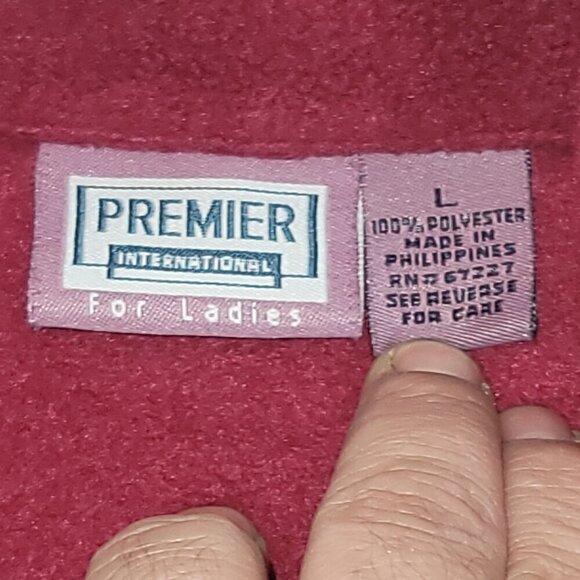 PREMIER
INTERNATIONAL
For Ladies
L
100% POLYESTER
MADE IN
PHILIPPINES
RN# 67227
SEE REVERSE
FOR CARE